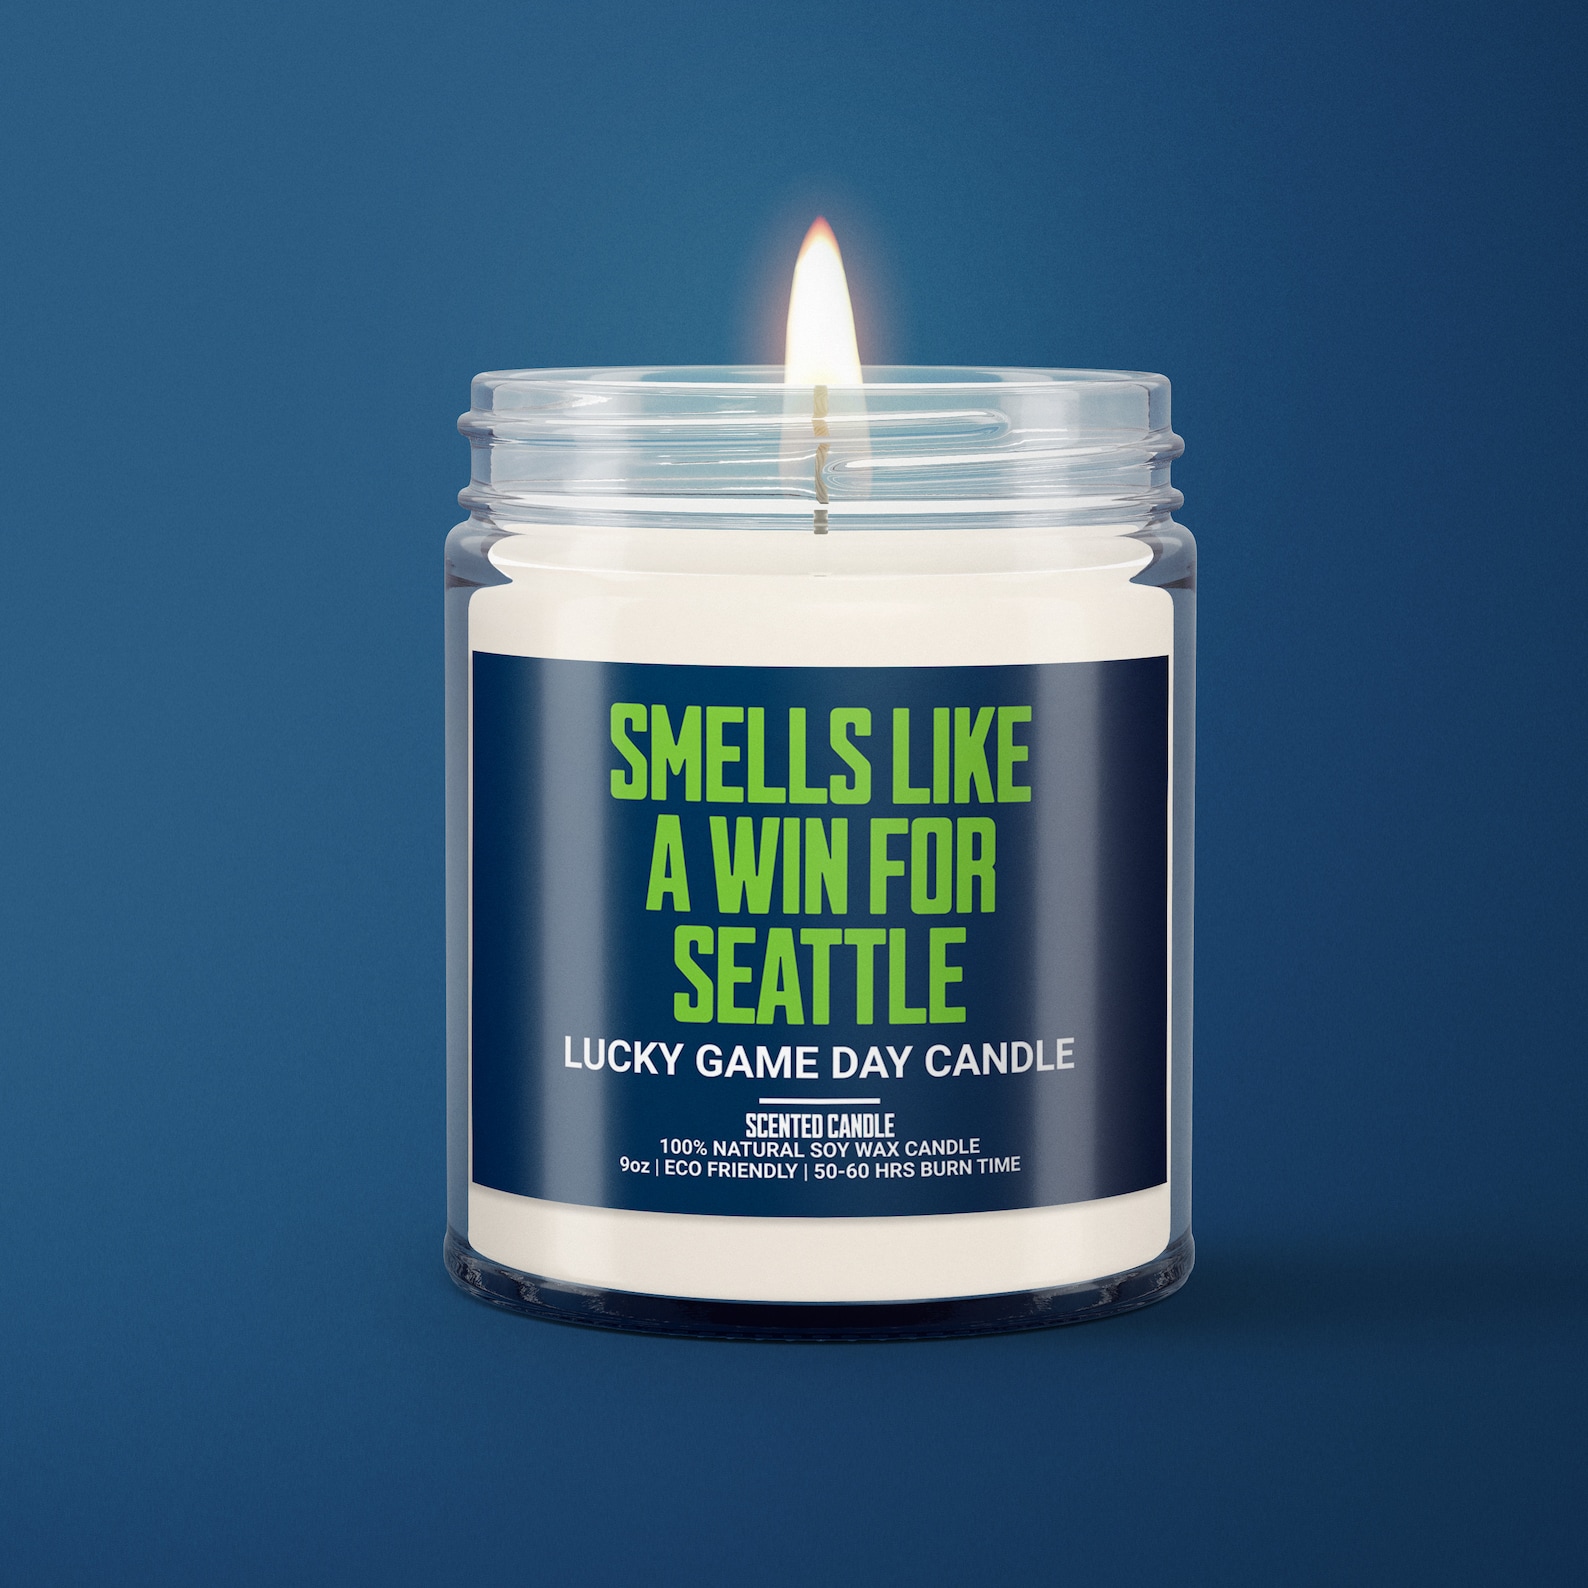 SMELLS LIKE
A WIN FOR
SEATTLE
LUCKY GAME DAY CANDLE
SCENTED CANDLE
100% NATURAL SOY WAX CANDLE
9oz | ECO FRIENDLY | 50-60 HRS BURN TIME